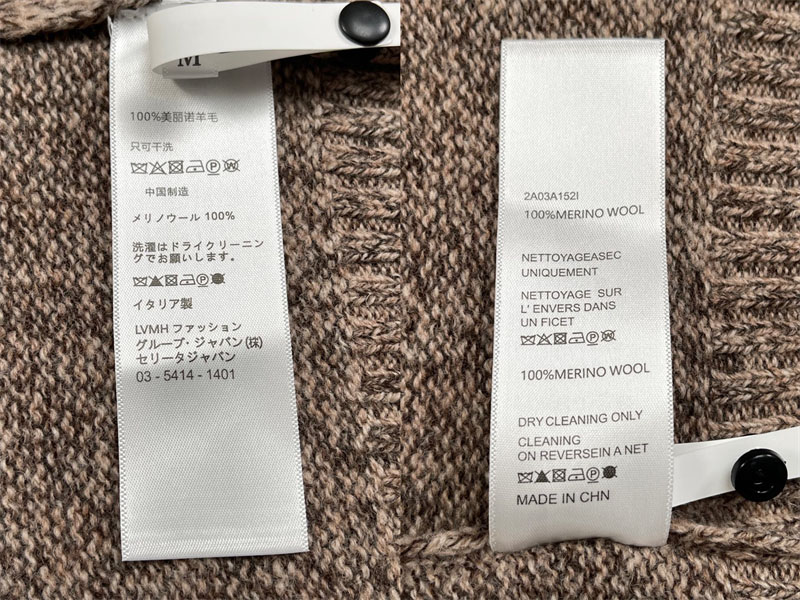 M
100%美丽诺羊毛
只可干洗
P W
中国制造
メリノウール 100%
洗濯はドライクリーニン
グでお願いします。
P
イタリア製
LVMH ファッション
グループ・ジャパン(株)
セリータジャパン
03 - 5414 - 1401
2A03A152I
100%MERINO WOOL
NETTOYAGEASEC
UNIQUEMENT
NETTOYAGE SUR
L' ENVERS DANS
UN FICET
P W
100%MERINO WOOL
DRY CLEANING ONLY
CLEANING
ON REVERSEIN A NET
P
MADE IN CHN